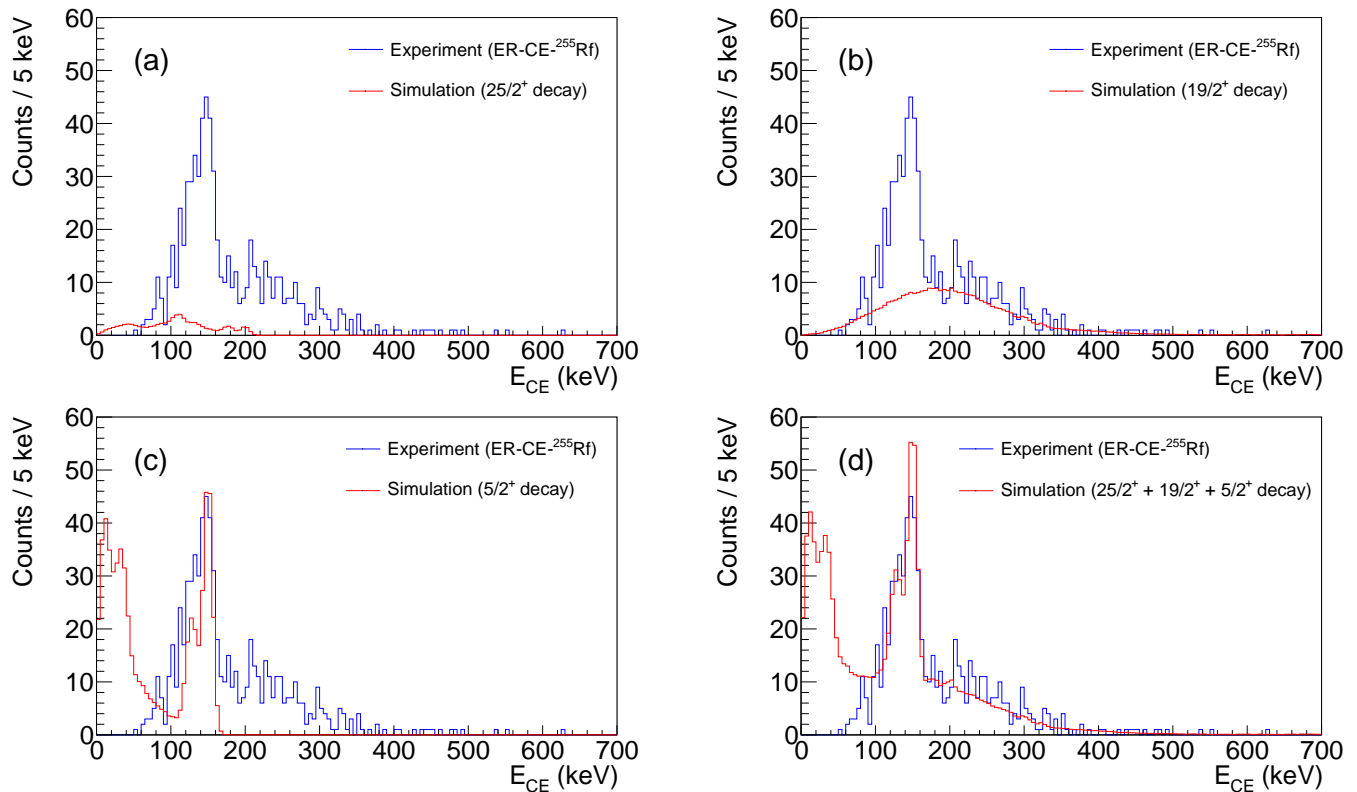 (a)
Experiment (ER-CE-²⁵⁵Rf)
Simulation (25/2⁺ decay)
Counts / 5 keV
60
50
40
30
20
10
0
0 100 200 300 400 500 600 700
E_CE (keV)
(b)
Experiment (ER-CE-²⁵⁵Rf)
Simulation (19/2⁺ decay)
Counts / 5 keV
60
50
40
30
20
10
0
0 100 200 300 400 500 600 700
E_CE (keV)
(c)
Experiment (ER-CE-²⁵⁵Rf)
Simulation (5/2⁺ decay)
Counts / 5 keV
60
50
40
30
20
10
0
0 100 200 300 400 500 600 700
E_CE (keV)
(d)
Experiment (ER-CE-²⁵⁵Rf)
Simulation (25/2⁺ + 19/2⁺ + 5/2⁺ decay)
Counts / 5 keV
60
50
40
30
20
10
0
0 100 200 300 400 500 600 700
E_CE (keV)